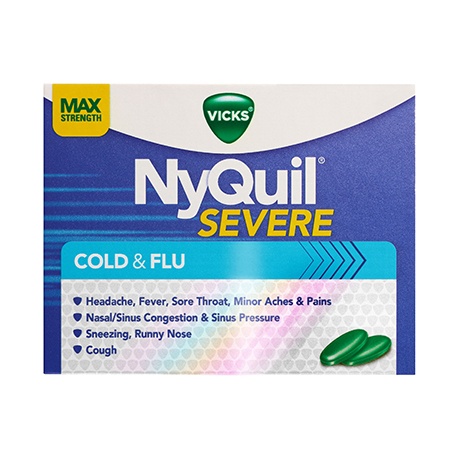 MAX
STRENGTH
VICKS
NyQuil®
SEVERE
COLD & FLU
Headache, Fever, Sore Throat, Minor Aches & Pains
Nasal/Sinus Congestion & Sinus Pressure
Sneezing, Runny Nose
Cough